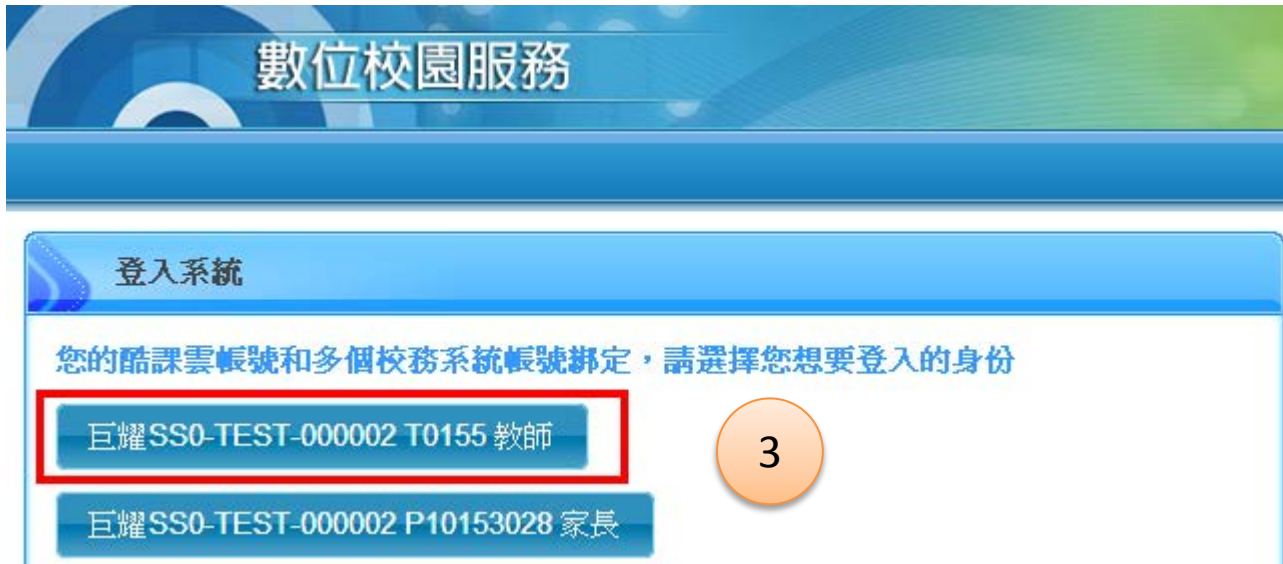 數位校園服務
登入系統
您的酷課雲帳號和多個校務系統帳號綁定，請選擇您想要登入的身份
巨耀SS0-TEST-000002 T0155 教師
3
巨耀SS0-TEST-000002 P10153028 家長